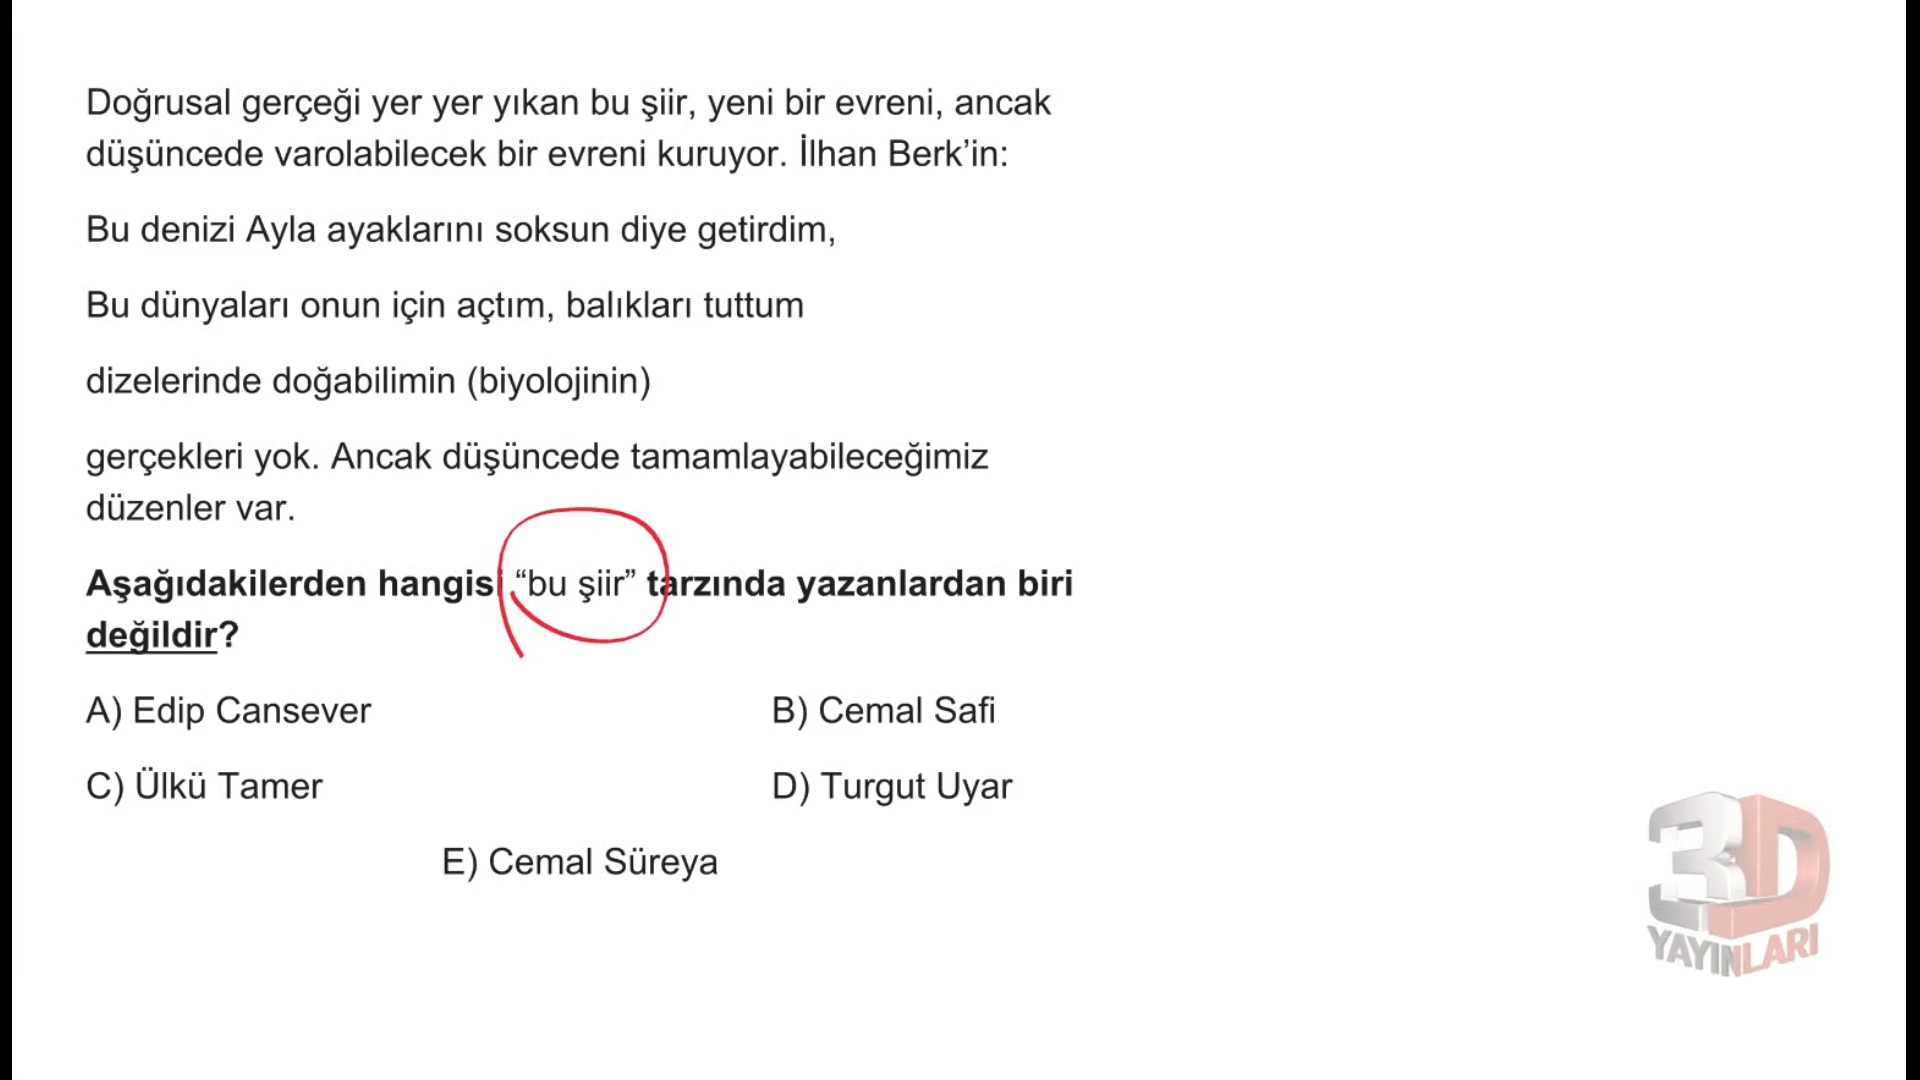 Doğrusal gerçeği yer yer yıkan bu şiir, yeni bir evreni, ancak
düşüncede varolabilecek bir evreni kuruyor. İlhan Berk’in:
Bu denizi Ayla ayaklarını soksun diye getirdim,
Bu dünyaları onun için açtım, balıkları tuttum
dizelerinde doğabilimin (biyolojinin)
gerçekleri yok. Ancak düşüncede tamamlayabileceğimiz
düzenler var.
Aşağıdakilerden hangisi “bu şiir” tarzında yazanlardan biri
değildir?
A) Edip Cansever
B) Cemal Safi
C) Ülkü Tamer
D) Turgut Uyar
E) Cemal Süreya
3D
YAYINLARI